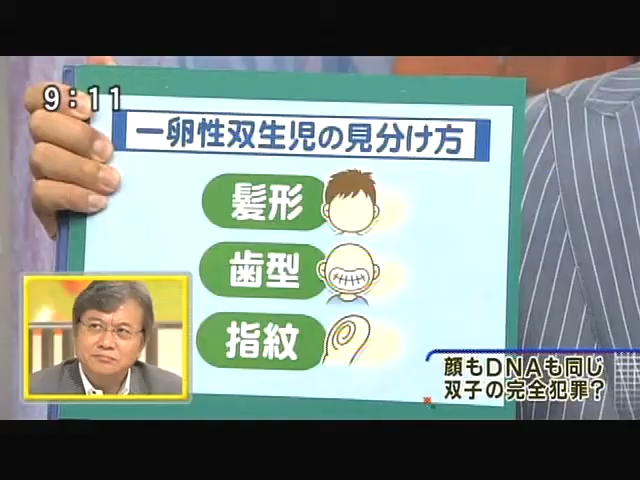 9:11
一卵性双生児の見分け方
髪形
歯型
指紋
顔もDNAも同じ
双子の完全犯罪?